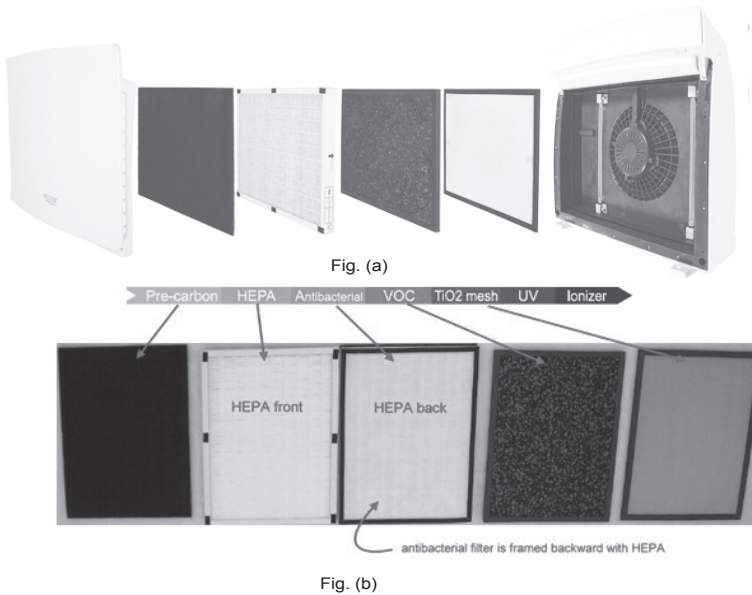 Fig. (a)
Pre-carbon HEPA Antibacterial VOC TiO2 mesh UV Ionizer
HEPA front HEPA back
antibacterial filter is framed backward with HEPA
Fig. (b)